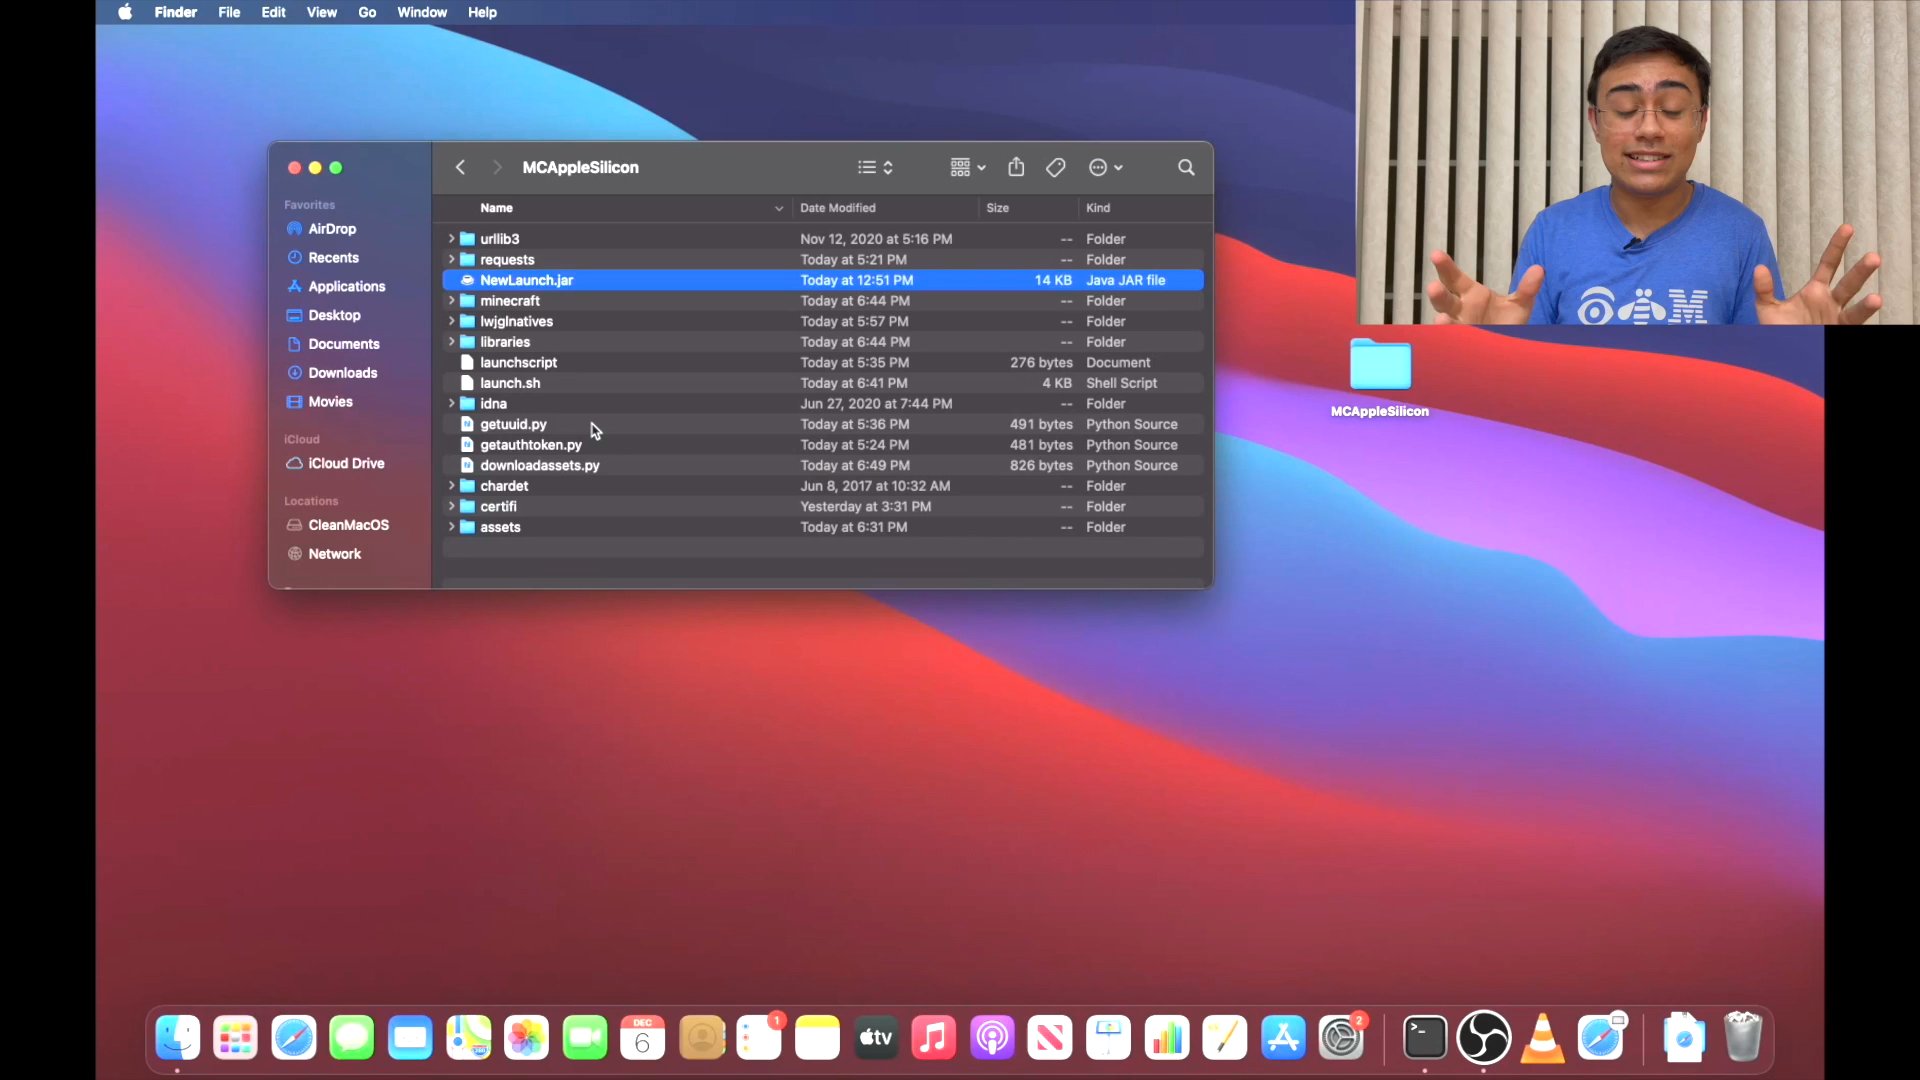 Finder File Edit View Go Window Help
MCAppleSilicon
Favorites
AirDrop
Recents
Applications
Desktop
Documents
Downloads
Movies
iCloud
iCloud Drive
Locations
CleanMacOS
Network
Name Date Modified Size Kind
urllib3 Nov 12, 2020 at 5:16 PM -- Folder
requests Today at 5:21 PM -- Folder
NewLaunch.jar Today at 12:51 PM 14 KB Java JAR file
minecraft Today at 6:44 PM -- Folder
lwjglnatives Today at 5:57 PM -- Folder
libraries Today at 6:44 PM -- Folder
launchscript Today at 5:35 PM 276 bytes Document
launch.sh Today at 6:41 PM 4 KB Shell Script
idna Jun 27, 2020 at 7:44 PM -- Folder
getuuid.py Today at 5:36 PM 491 bytes Python Source
getauthtoken.py Today at 5:24 PM 481 bytes Python Source
downloadassets.py Today at 6:49 PM 826 bytes Python Source
chardet Jun 8, 2017 at 10:32 AM -- Folder
certifi Yesterday at 3:31 PM -- Folder
assets Today at 6:31 PM -- Folder
M
MCAppleSilicon
DEC
6
1
tv
2
>_